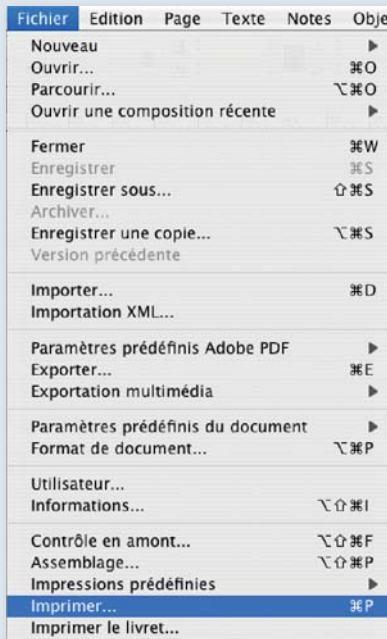 Fichier Edition Page Texte Notes Obje
Nouveau ▶
Ouvrir... ⌘O
Parcourir... ⌥⌘O
Ouvrir une composition récente ▶
Fermer ⌘W
Enregistrer ⌘S
Enregistrer sous... ⇧⌘S
Archiver...
Enregistrer une copie... ⌥⌘S
Version précédente
Importer... ⌘D
Importation XML...
Paramètres prédéfinis Adobe PDF ▶
Exporter... ⌘E
Exportation multimédia ▶
Paramètres prédéfinis du document ▶
Format de document... ⌥⌘P
Utilisateur...
Informations... ⌥⇧⌘I
Contrôle en amont... ⌥⇧⌘F
Assemblage... ⌥⇧⌘P
Impressions prédéfinies ▶
Imprimer... ⌘P
Imprimer le livret...